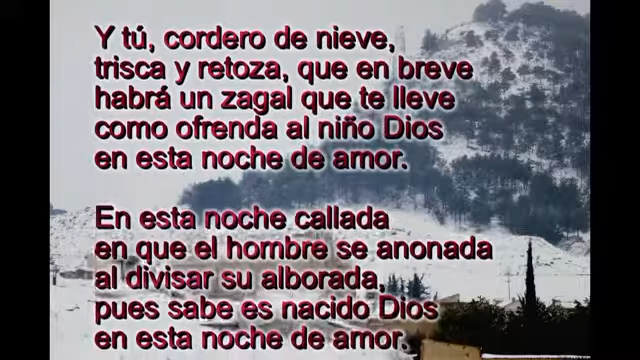 Y tú, cordero de nieve,
trisca y retoza, que en breve
habrá un zagal que te lleve
como ofrenda al niño Dios
en esta noche de amor.
En esta noche callada
en que el hombre se anonada
al divisar su alborada,
pues sabe es nacido Dios
en esta noche de amor.